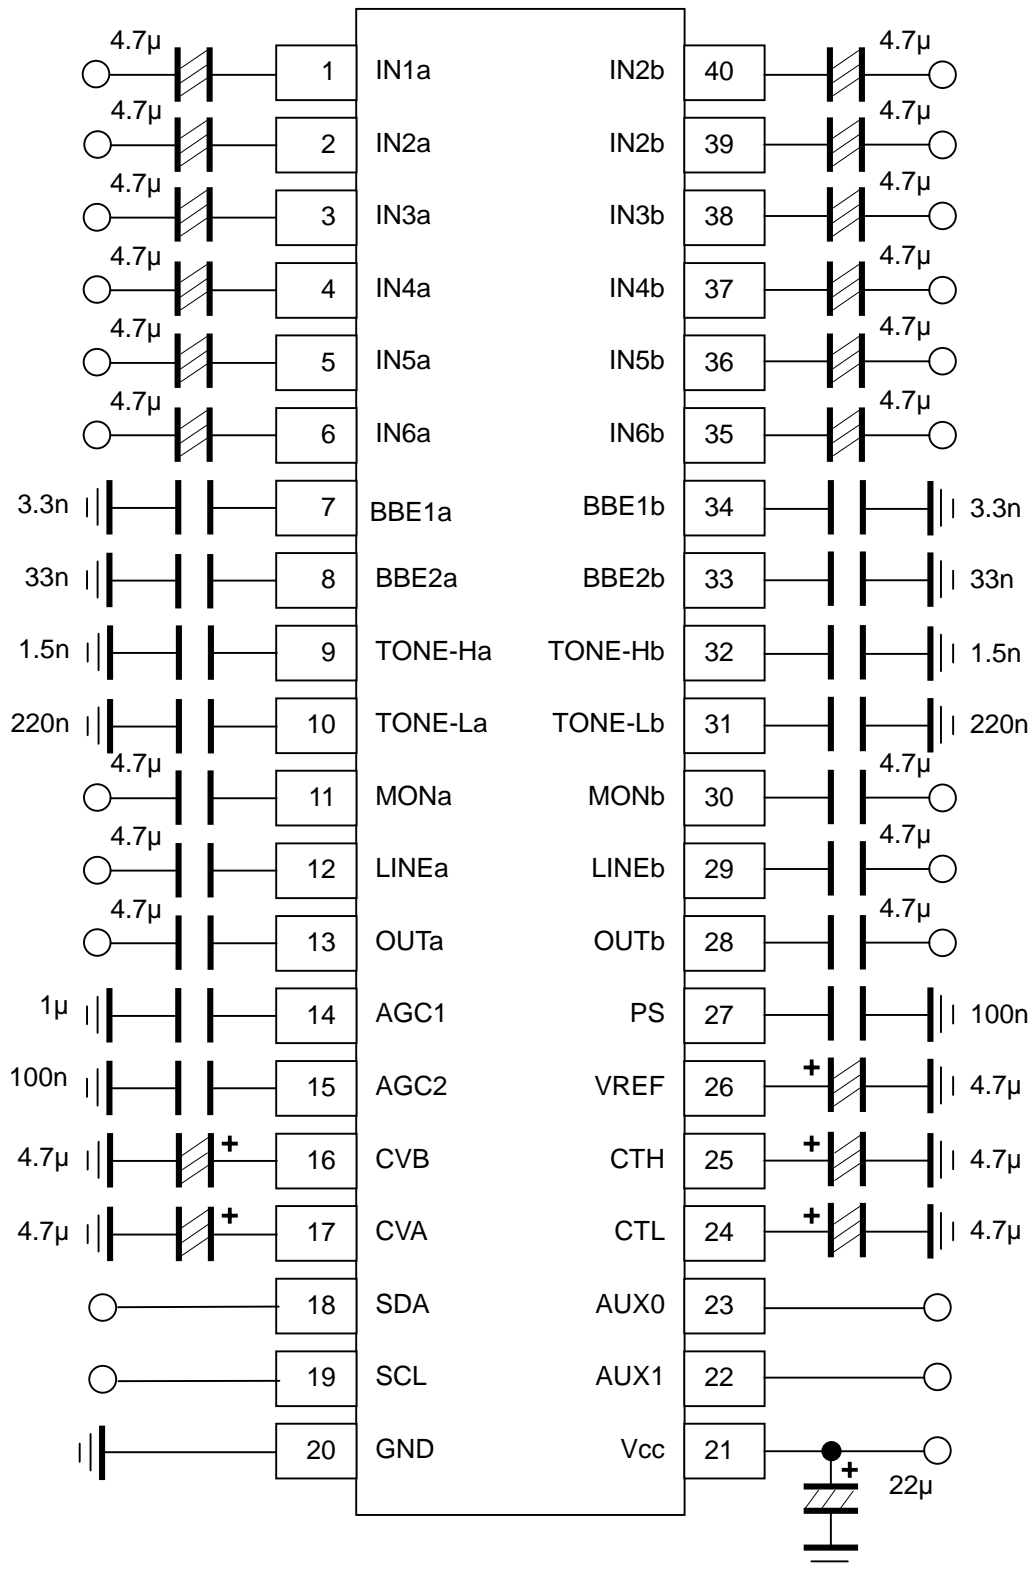 4.7µ 1 IN1a IN2b 40 4.7µ
4.7µ 2 IN2a IN2b 39 4.7µ
4.7µ 3 IN3a IN3b 38 4.7µ
4.7µ 4 IN4a IN4b 37 4.7µ
4.7µ 5 IN5a IN5b 36 4.7µ
4.7µ 6 IN6a IN6b 35 4.7µ
3.3n 7 BBE1a BBE1b 34 3.3n
33n 8 BBE2a BBE2b 33 33n
1.5n 9 TONE-Ha TONE-Hb 32 1.5n
220n 10 TONE-La TONE-Lb 31 220n
4.7µ 11 MONa MONb 30 4.7µ
4.7µ 12 LINEa LINEb 29 4.7µ
4.7µ 13 OUTa OUTb 28 4.7µ
1µ 14 AGC1 PS 27 100n
100n 15 AGC2 VREF 26 + 4.7µ
4.7µ + 16 CVB CTH 25 + 4.7µ
4.7µ + 17 CVA CTL 24 + 4.7µ
18 SDA AUX0 23
19 SCL AUX1 22
20 GND Vcc 21
+ 22µ